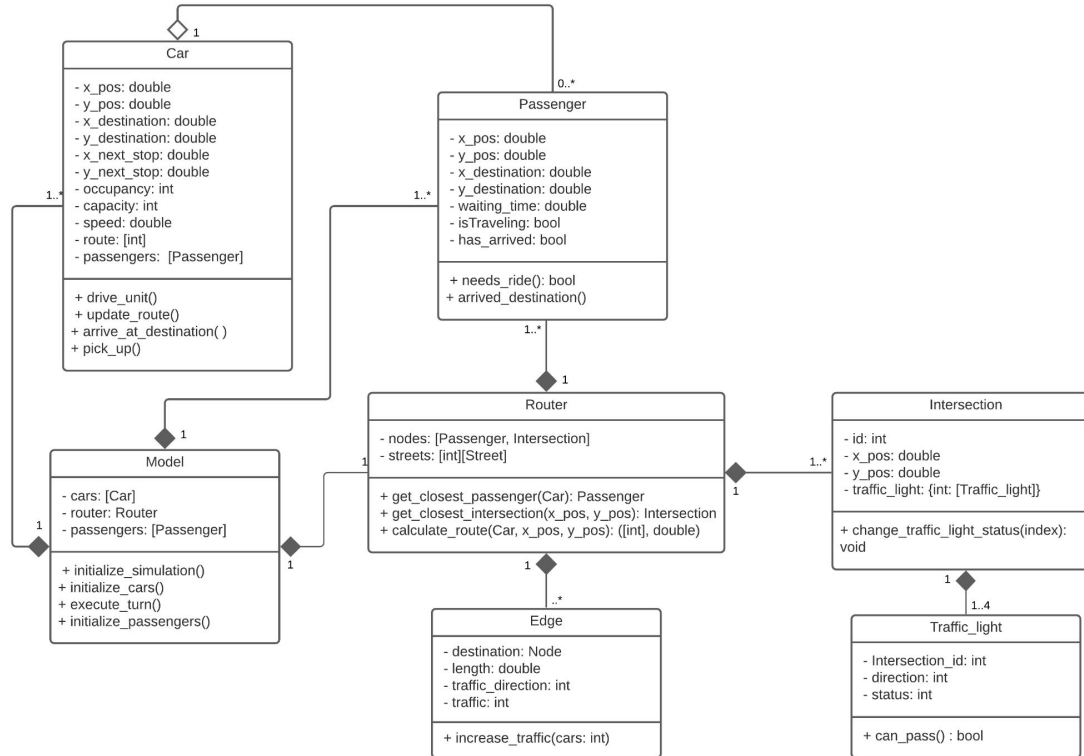 1
Car
- x_pos: double
- y_pos: double
- x_destination: double
- y_destination: double
- x_next_stop: double
- y_next_stop: double
- occupancy: int
- capacity: int
- speed: double
- route: [int]
- passengers: [Passenger]
+ drive_unit()
+ update_route()
+ arrive_at_destination( )
+ pick_up()
1..*
0..*
Passenger
- x_pos: double
- y_pos: double
- x_destination: double
- y_destination: double
- waiting_time: double
- isTraveling: bool
- has_arrived: bool
+ needs_ride(): bool
+ arrived_destination()
1..*
1..*
1
Router
- nodes: [Passenger, Intersection]
- streets: [int][Street]
+ get_closest_passenger(Car): Passenger
+ get_closest_intersection(x_pos, y_pos): Intersection
+ calculate_route(Car, x_pos, y_pos): ([int], double)
1
1
1..*
Intersection
- id: int
- x_pos: double
- y_pos: double
- traffic_light: {int: [Traffic_light]}
+ change_traffic_light_status(index):
void
1
Model
- cars: [Car]
- router: Router
- passengers: [Passenger]
+ initialize_simulation()
+ initialize_cars()
+ execute_turn()
+ initialize_passengers()
1
1
1
..*
Edge
- destination: Node
- length: double
- traffic_direction: int
- traffic: int
+ increase_traffic(cars: int)
1
1..4
Traffic_light
- Intersection_id: int
- direction: int
- status: int
+ can_pass() : bool